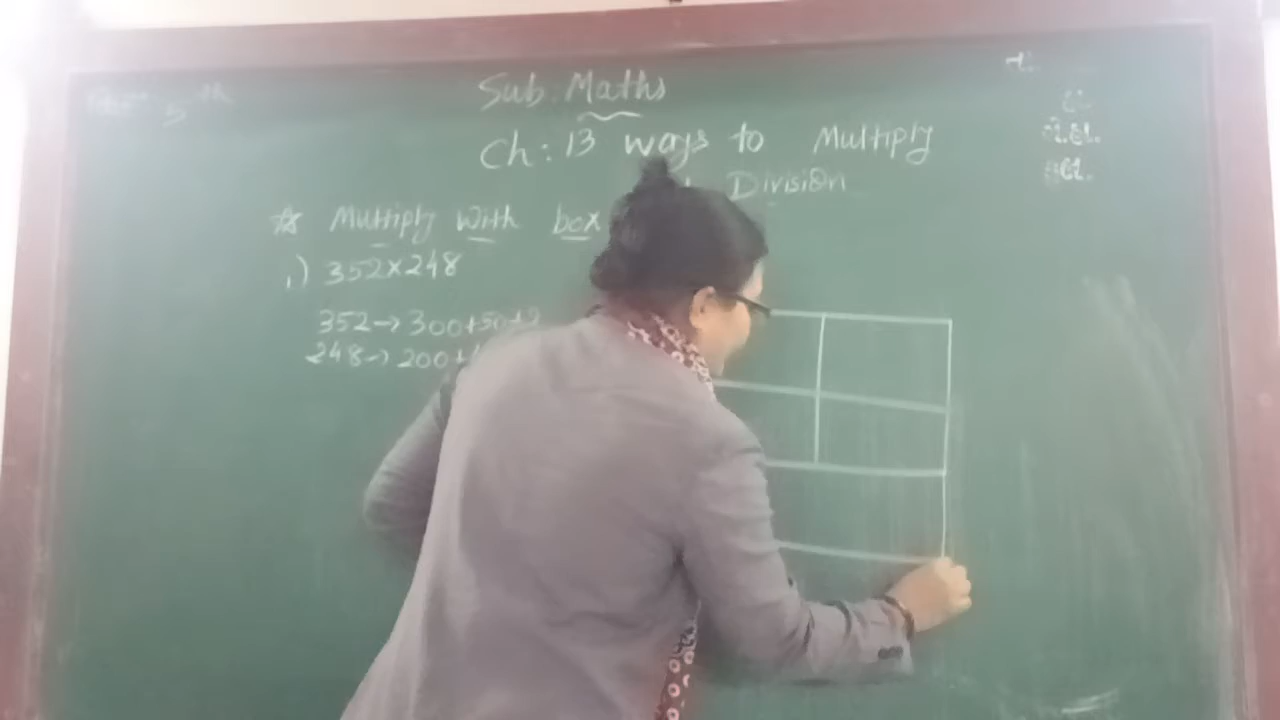 Sub: Maths
Ch: 13 ways to Multiply
Division
☆ Multiply With box
1) 352×248
352→300+50+2
248→200+4